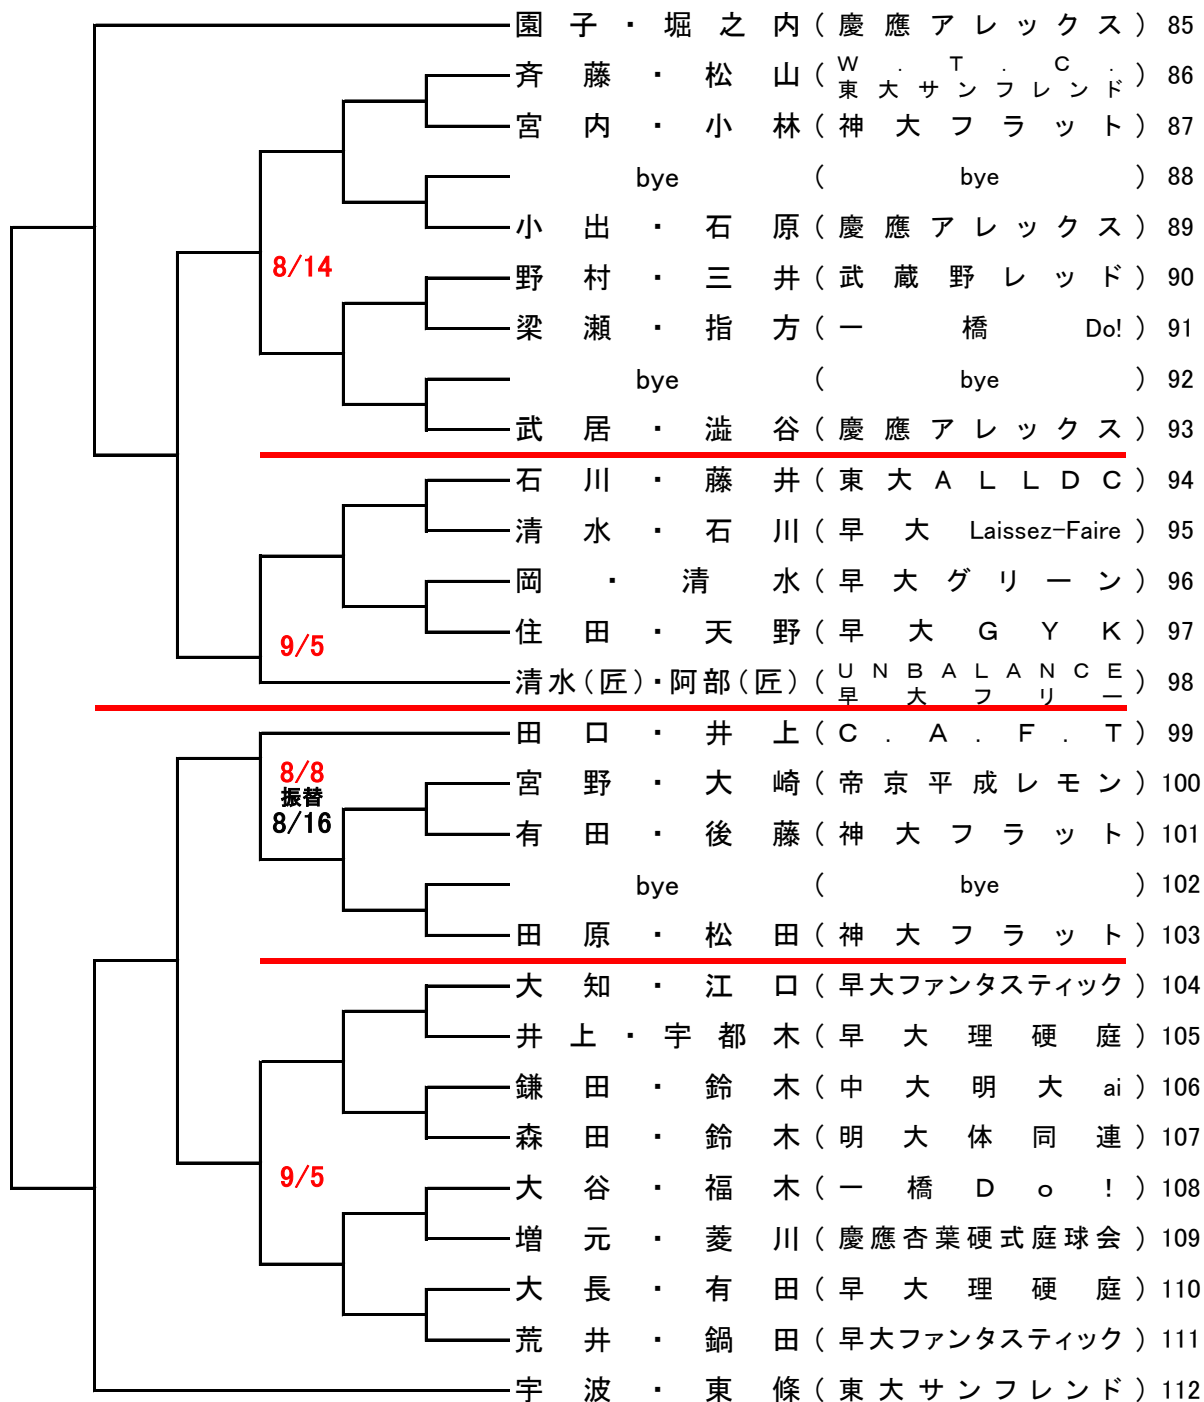 園子・堀之内(慶應アレックス) 85
斉藤・松山(W.T.C. 東大サンフレンド) 86
宮内・小林(神大フラット) 87
bye ( bye ) 88
小出・石原(慶應アレックス) 89
8/14
野村・三井(武蔵野レッド) 90
梁瀬・指方(一橋Do!) 91
bye ( bye ) 92
武居・澁谷(慶應アレックス) 93
石川・藤井(東大ALLDC) 94
清水・石川(早大Laissez-Faire) 95
岡・清水(早大グリーン) 96
住田・天野(早大GYK) 97
9/5
清水(匠)・阿部(匠)(UNBALANCE 早大フリー) 98
田口・井上(C.A.F.T) 99
8/8
振替
8/16
宮野・大崎(帝京平成レモン) 100
有田・後藤(神大フラット) 101
bye ( bye ) 102
田原・松田(神大フラット) 103
大知・江口(早大ファンタスティック) 104
井上・宇都木(早大理硬庭) 105
鎌田・鈴木(中大明大ai) 106
森田・鈴木(明大体同連) 107
9/5
大谷・福木(一橋Do!) 108
増元・菱川(慶應杏葉硬式庭球会) 109
大長・有田(早大理硬庭) 110
荒井・鍋田(早大ファンタスティック) 111
宇波・東條(東大サンフレンド) 112